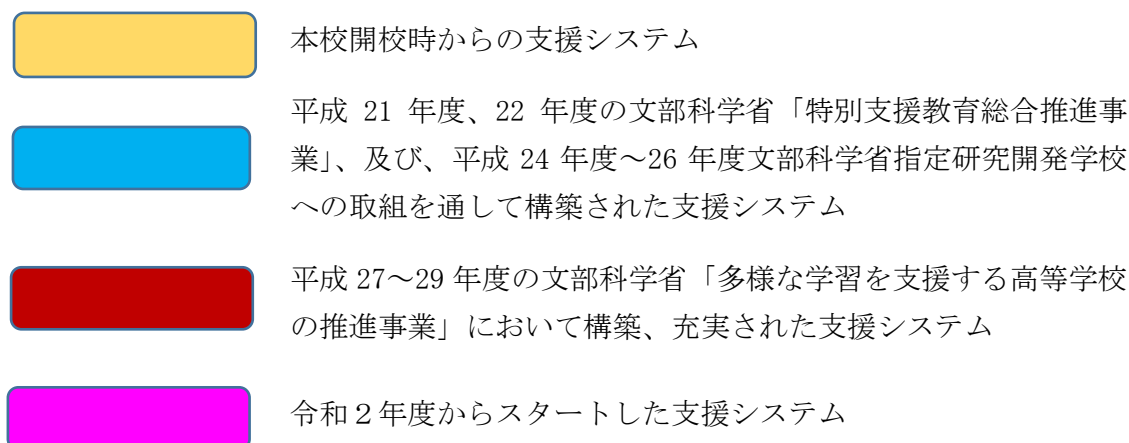 本校開校時からの支援システム
平成 21 年度、22 年度の文部科学省「特別支援教育総合推進事
業」、及び、平成 24 年度～26 年度文部科学省指定研究開発学校
への取組を通して構築された支援システム
平成 27～29 年度の文部科学省「多様な学習を支援する高等学校
の推進事業」において構築、充実された支援システム
令和２年度からスタートした支援システム